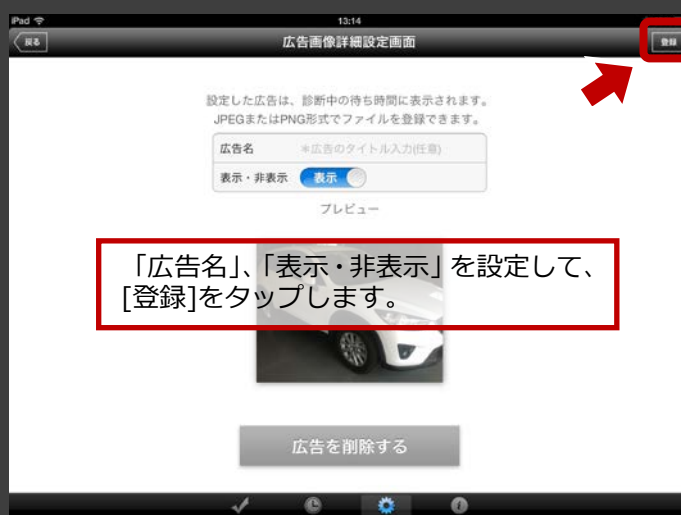 iPad 13:14
戻る 広告画像詳細設定画面 登録
設定した広告は、診断中の待ち時間に表示されます。
JPEGまたはPNG形式でファイルを登録できます。
広告名 *広告のタイトル入力(任意)
表示・非表示 表示
プレビュー
「広告名」、「表示・非表示」を設定して、
[登録]をタップします。
広告を削除する